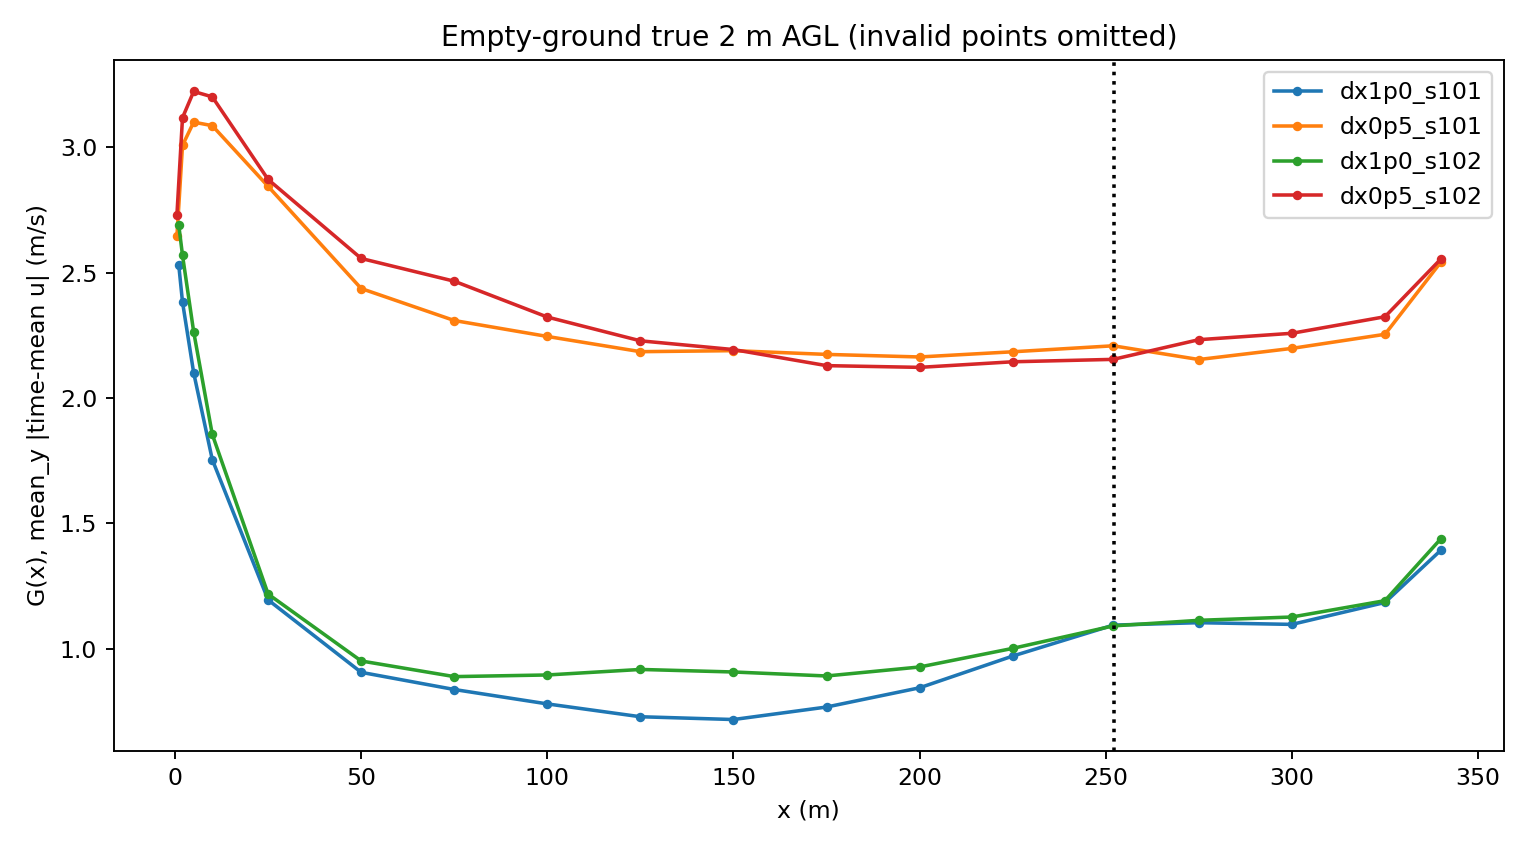 Empty-ground true 2 m AGL (invalid points omitted)
dx1p0_s101
dx0p5_s101
dx1p0_s102
dx0p5_s102
G(x), mean_y |time-mean u| (m/s)
3.0
2.5
2.0
1.5
1.0
0 50 100 150 200 250 300 350
x (m)